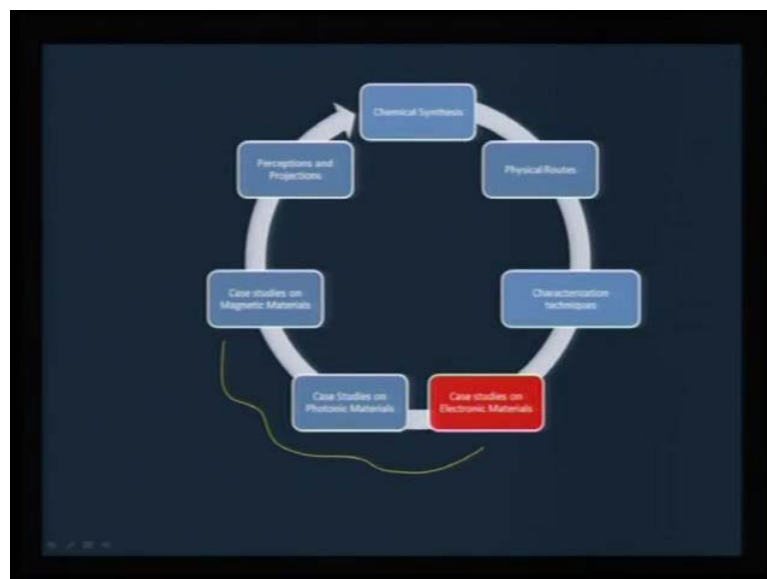 Chemical Synthesis
Physical Routes
Characterization
techniques
Case studies on
Electronic Materials
Case Studies on
Photonic Materials
Case studies on
Magnetic Materials
Perceptions and
Projections